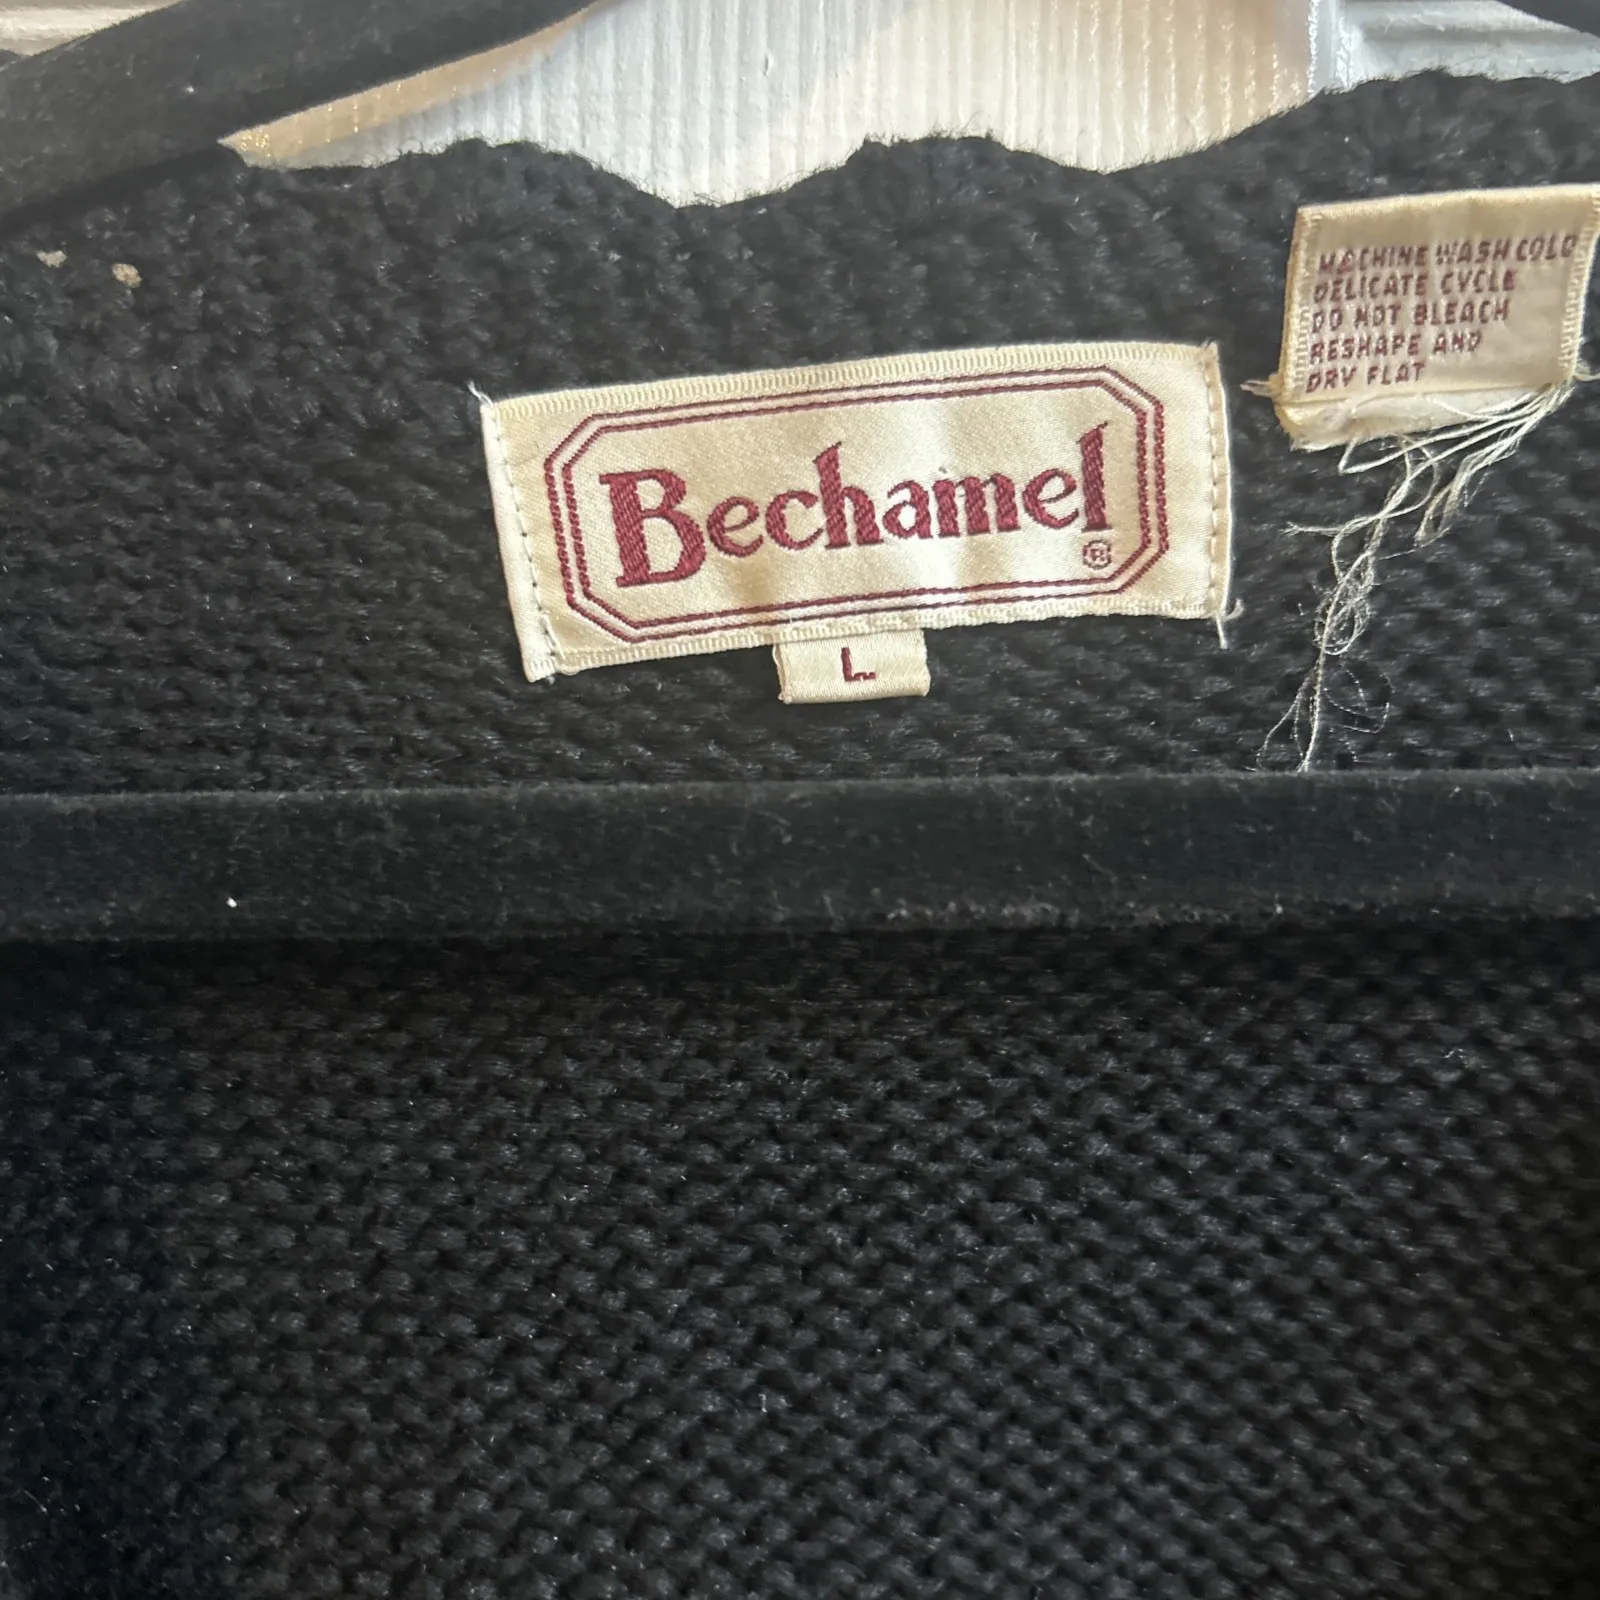 Bechamel
®
L
MACHINE WASH COLD
DELICATE CYCLE
DO NOT BLEACH
RESHAPE AND
DRY FLAT